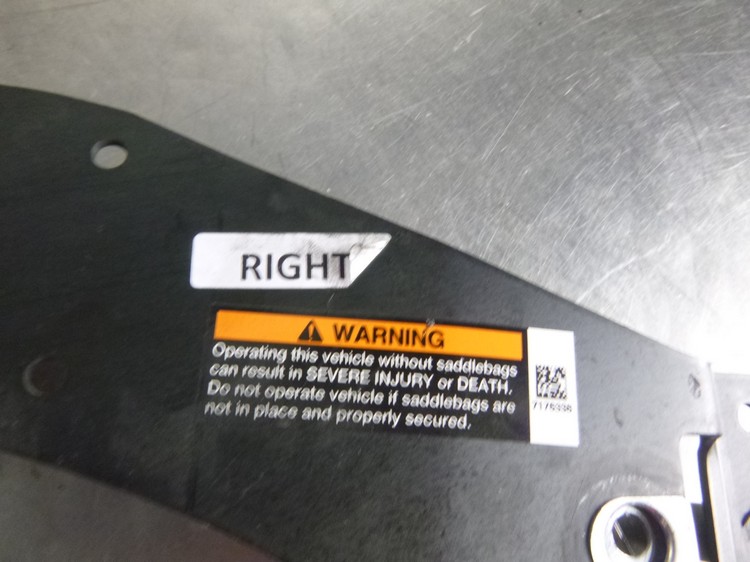 RIGHT
WARNING
Operating this vehicle without saddlebags
can result in SEVERE INJURY or DEATH.
Do not operate vehicle if saddlebags are
not in place and properly secured.
7176336